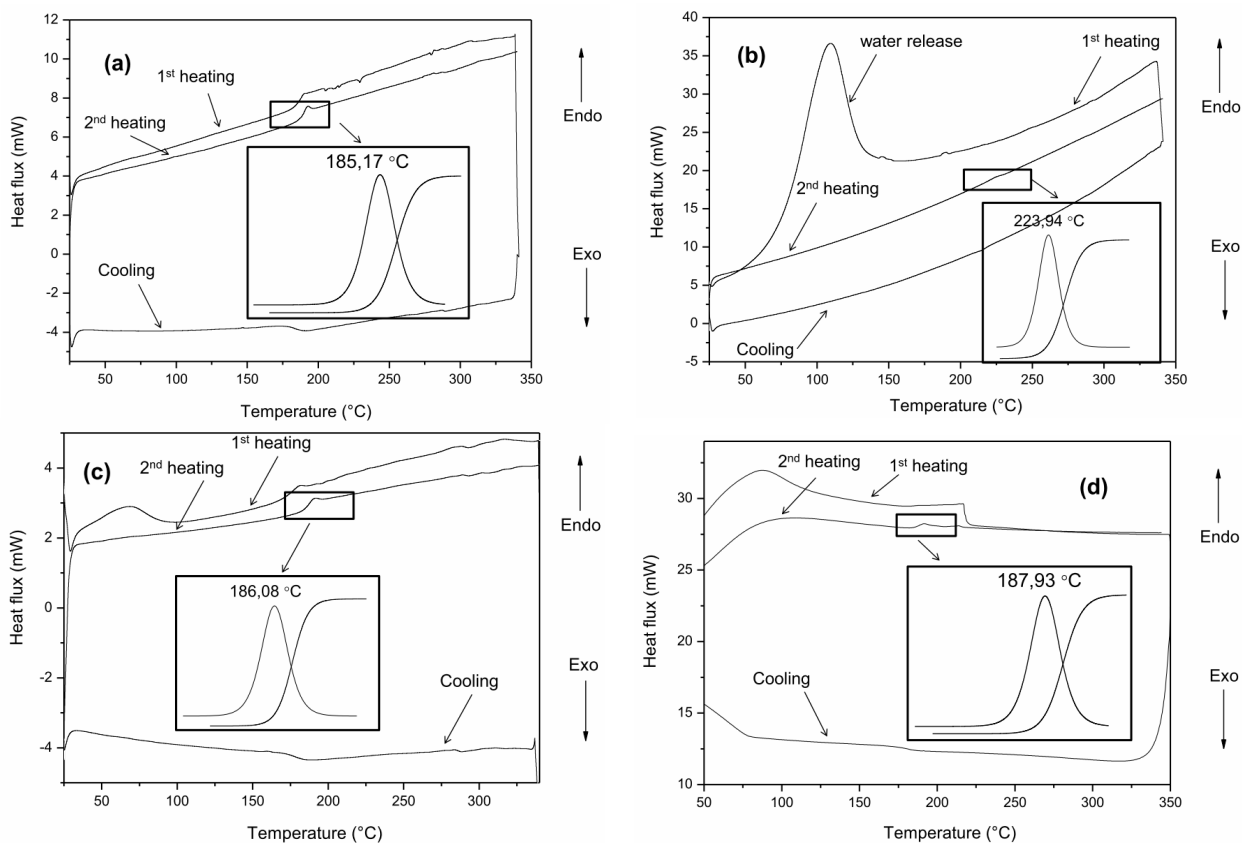 (a)
1st heating
2nd heating
185,17 °C
Cooling
Heat flux (mW)
12
10
8
6
4
2
0
-2
-4
50
100
150
200
250
300
350
Temperature (°C)
Endo
Exo
(b)
water release
1st heating
2nd heating
223,94 °C
Cooling
Heat flux (mW)
40
35
30
25
20
15
10
5
0
-5
50
100
150
200
250
300
350
Temperature (°C)
Endo
Exo
(c)
1st heating
2nd heating
186,08 °C
Cooling
Heat flux (mW)
4
2
0
-2
-4
50
100
150
200
250
300
Temperature (°C)
Endo
Exo
(d)
2nd heating
1st heating
187,93 °C
Cooling
Heat flux (mW)
30
25
20
15
10
50
100
150
200
250
300
350
Temperature (°C)
Endo
Exo